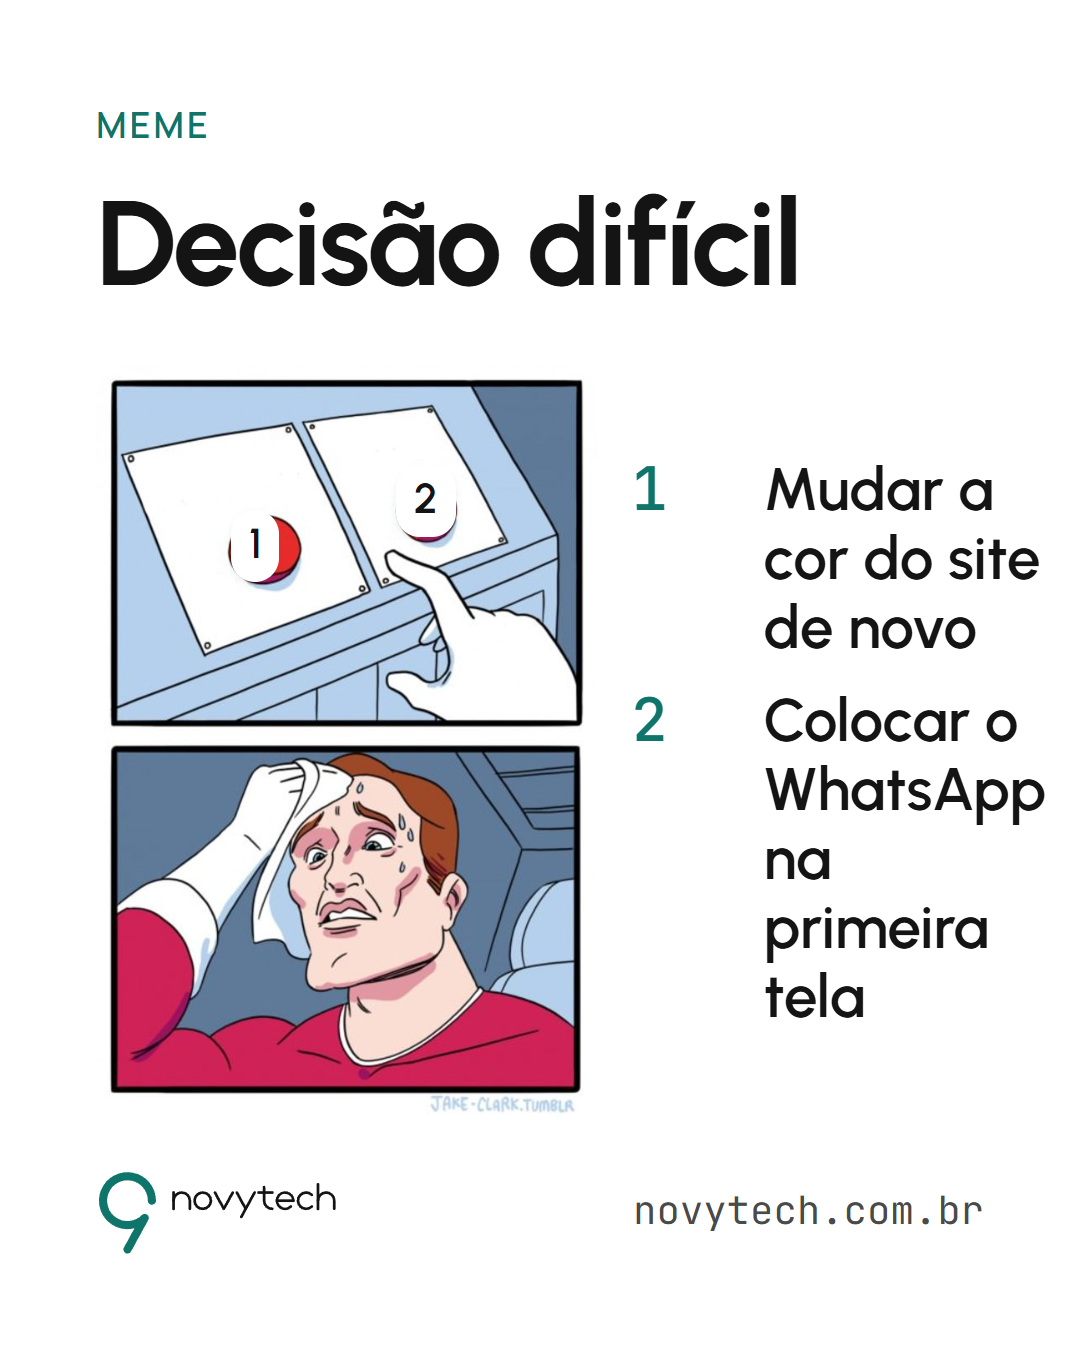 MEME
Decisão difícil
1
2
1 Mudar a
cor do site
de novo
2 Colocar o
WhatsApp
na
primeira
tela
JAKE-CLARK.TUMBLR
novytech
novytech.com.br